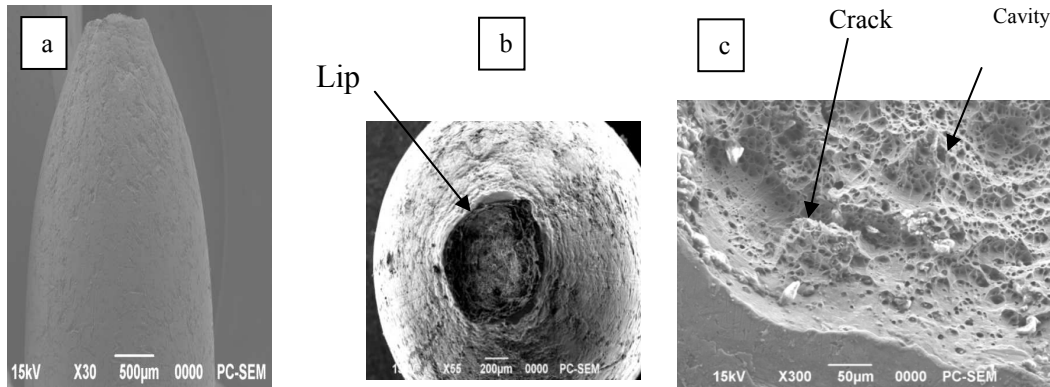 a
b
c
Lip
Crack
Cavity
15kV X30 500µm 0000 PC-SEM
X55 200µm 0000 PC-SEM
15kV X300 50µm 0000 PC-SEM